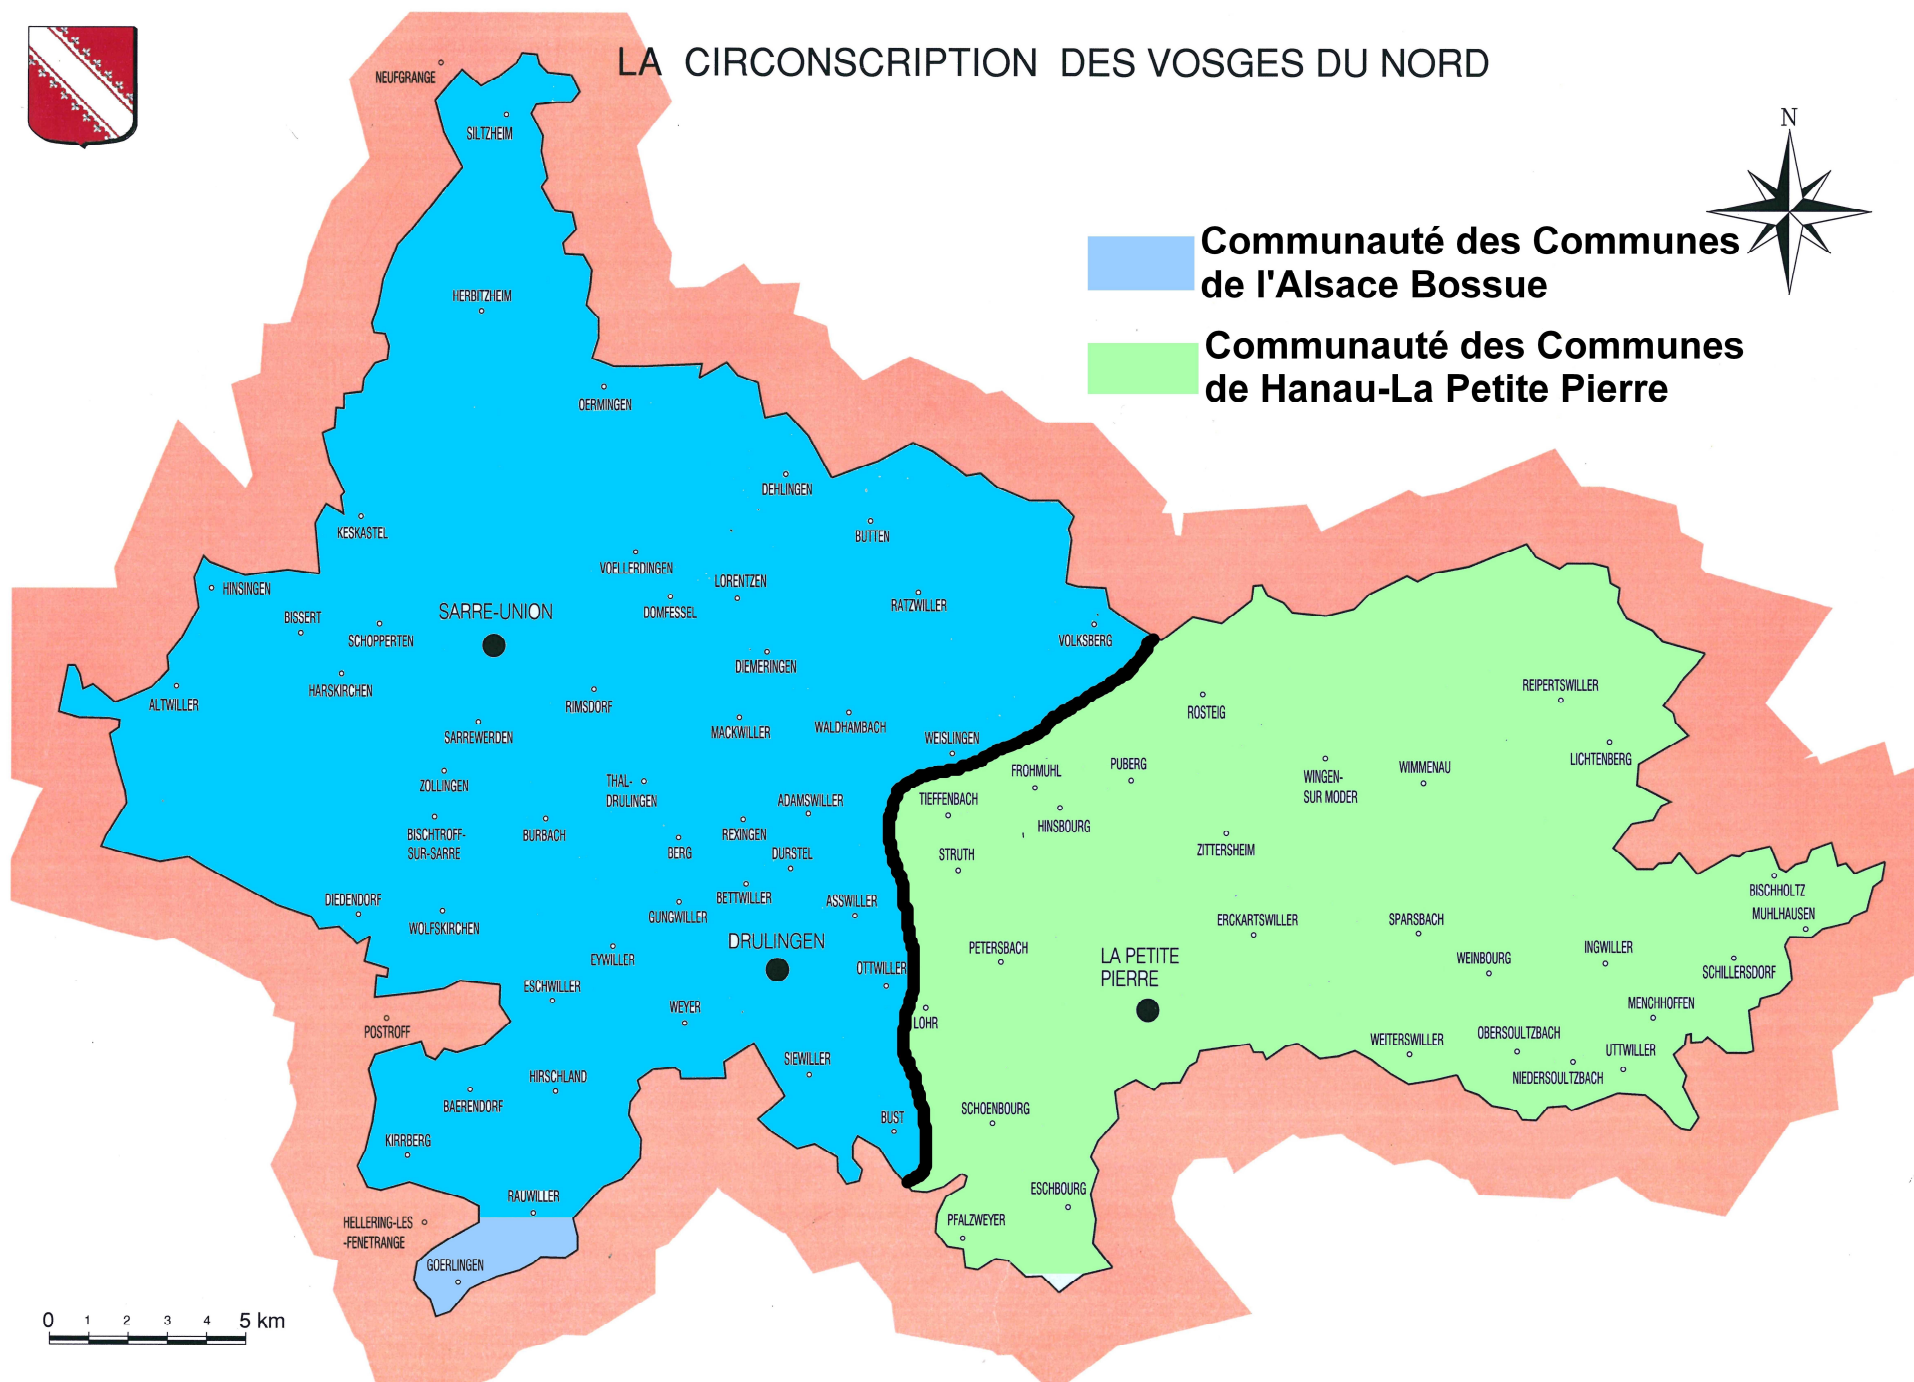 LA CIRCONSCRIPTION DES VOSGES DU NORD
N
Communauté des Communes
de l'Alsace Bossue
Communauté des Communes
de Hanau-La Petite Pierre
NEUFGRANGE
SILTZHEIM
HERBITZHEIM
OERMINGEN
DEHLINGEN
KESKASTEL
BUTTEN
VOELLERDINGEN
LORENTZEN
HINSINGEN
BISSERT
SCHOPPERTEN
SARRE-UNION
DOMFESSEL
RATZWILLER
VOLKSBERG
DIEMERINGEN
HARSKIRCHEN
ALTWILLER
RIMSDORF
SARREWERDEN
MACKWILLER
WALDHAMBACH
WEISLINGEN
ROSTEIG
REIPERTSWILLER
LICHTENBERG
ZOLLINGEN
THAL-
DRULINGEN
ADAMSWILLER
TIEFFENBACH
FROHMUHL
PUBERG
WINGEN-
SUR MODER
WIMMENAU
HINSBOURG
BISCHTROFF-
SUR-SARRE
BURBACH
BERG
REXINGEN
DURSTEL
STRUTH
ZITTERSHEIM
DIEDENDORF
WOLFSKIRCHEN
GUNGWILLER
BETTWILLER
ASSWILLER
BISCHHOLTZ
MUHLHAUSEN
ERCKARTSWILLER
SPARSBACH
INGWILLER
WEINBOURG
SCHILLERSDORF
EYWILLER
DRULINGEN
OTTWILLER
PETERSBACH
LA PETITE
PIERRE
ESCHWILLER
WEYER
LOHR
MENCHHOFFEN
POSTROFF
WEITERSWILLER
OBERSOULTZBACH
UTTWILLER
NIEDERSOULTZBACH
SIEWILLER
HIRSCHLAND
BAERENDORF
BUST
SCHOENBOURG
KIRRBERG
RAUWILLER
ESCHBOURG
PFALZWEYER
HELLERING-LES
-FENETRANGE
GOERLINGEN
0 1 2 3 4 5 km